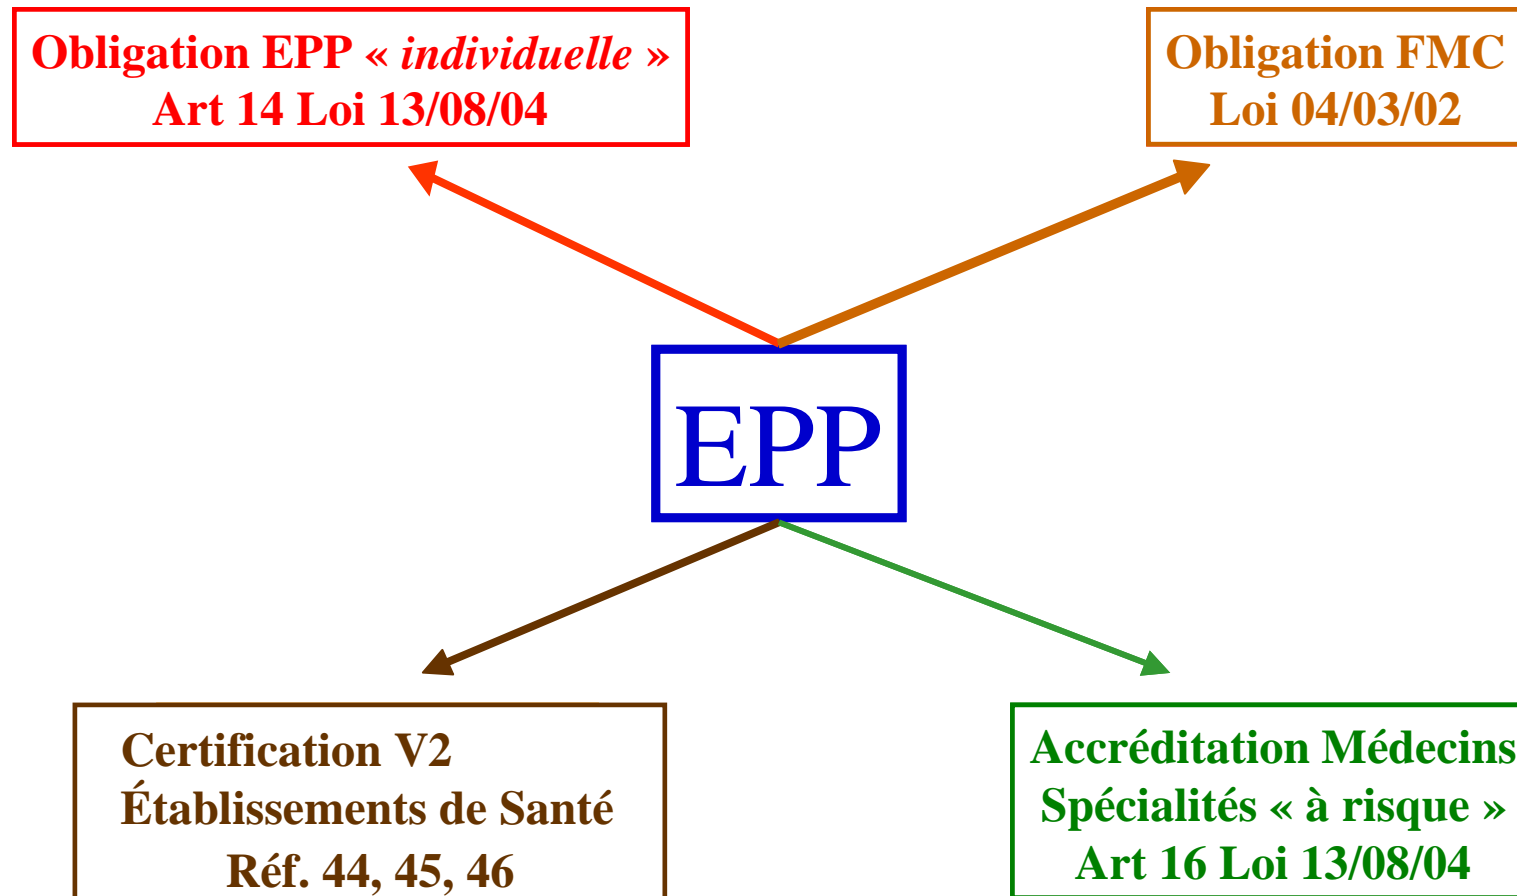 Obligation EPP « individuelle »
Art 14 Loi 13/08/04
Obligation FMC
Loi 04/03/02
EPP
Certification V2
Établissements de Santé
Réf. 44, 45, 46
Accréditation Médecins
Spécialités « à risque »
Art 16 Loi 13/08/04